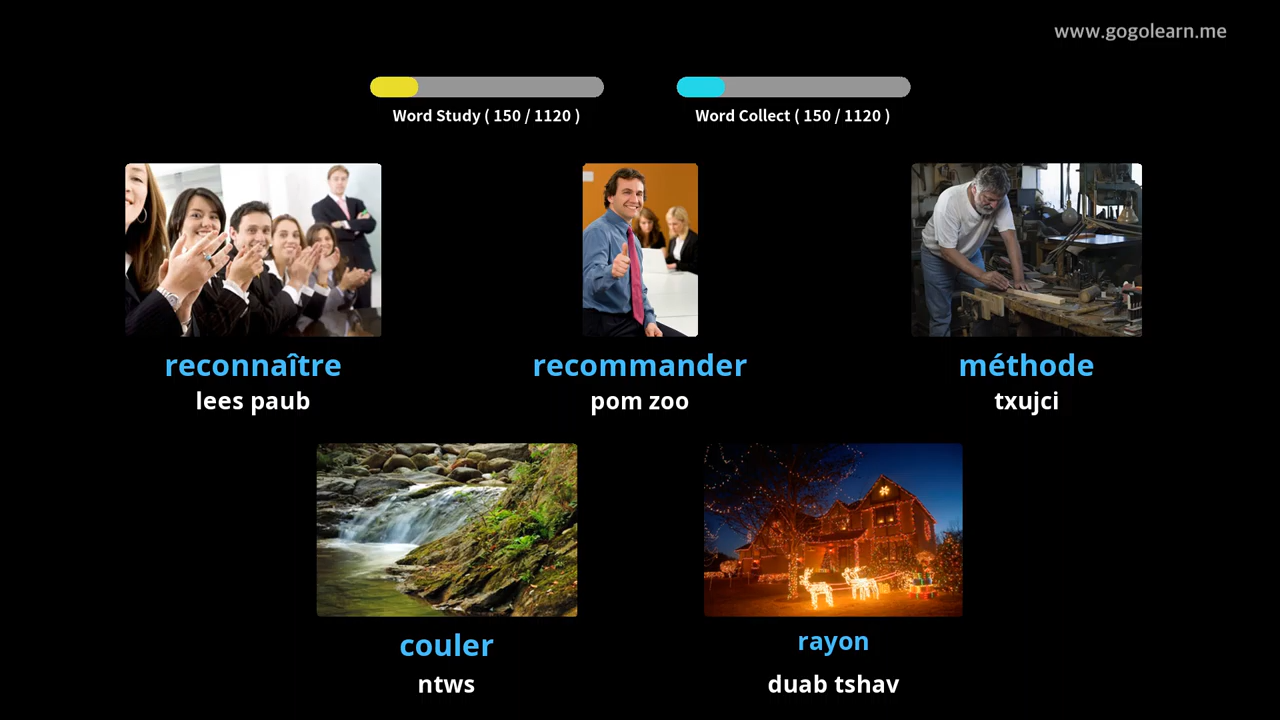 www.gogolearn.me
Word Study ( 150 / 1120 )
Word Collect ( 150 / 1120 )
reconnaître
lees paub
recommander
pom zoo
méthode
txujci
couler
ntws
rayon
duab tshav